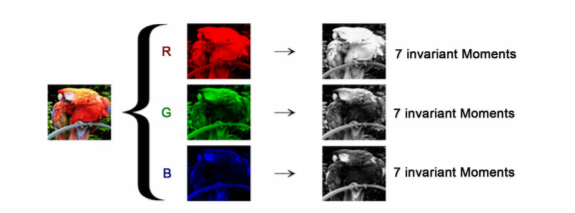 R
7 invariant Moments
G
7 invariant Moments
B
7 invariant Moments